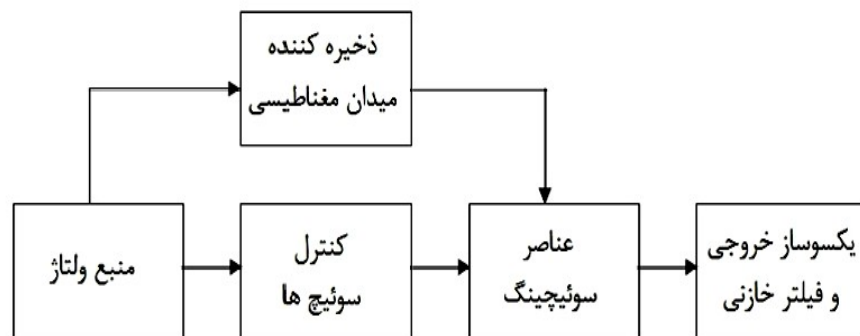 ذخیره کننده
میدان مغناطیسی
منبع ولتاژ
کنترل
سوئیچ ها
عناصر
سوئیچینگ
یکسوساز خروجی
و فیلتر خازنی